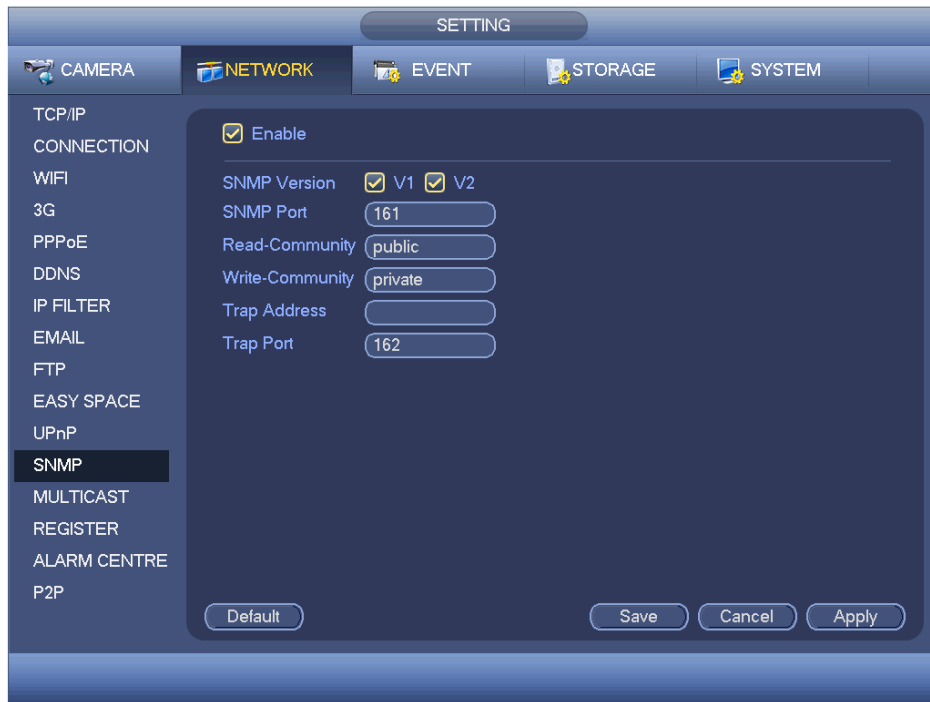 SETTING
CAMERA NETWORK EVENT STORAGE SYSTEM
TCP/IP
CONNECTION
WIFI
3G
PPPoE
DDNS
IP FILTER
EMAIL
FTP
EASY SPACE
UPnP
SNMP
MULTICAST
REGISTER
ALARM CENTRE
P2P
Enable
SNMP Version V1 V2
SNMP Port 161
Read-Community public
Write-Community private
Trap Address
Trap Port 162
Default Save Cancel Apply